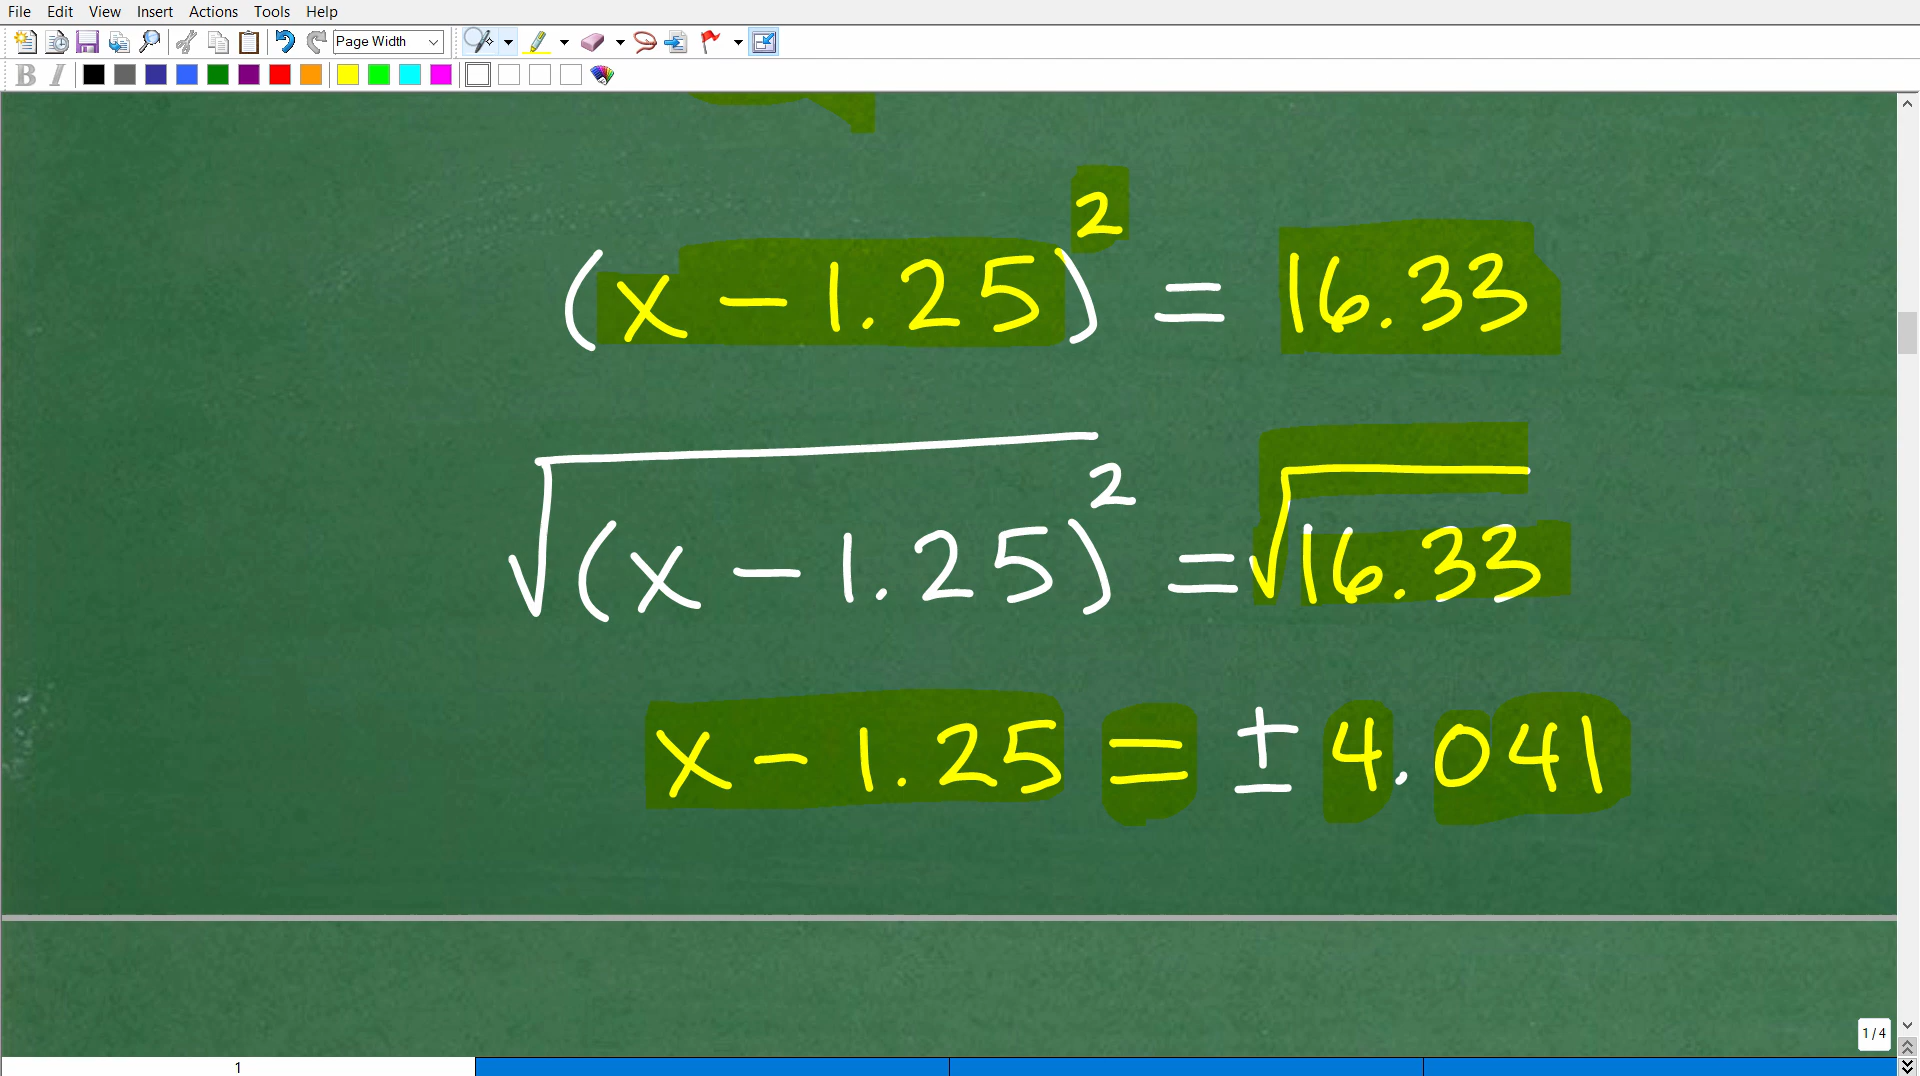 File Edit View Insert Actions Tools Help
Page Width
B I
(x - 1.25)² = 16.33
√(x - 1.25)² = √16.33
x - 1.25 = ± 4.041
1 / 4
1